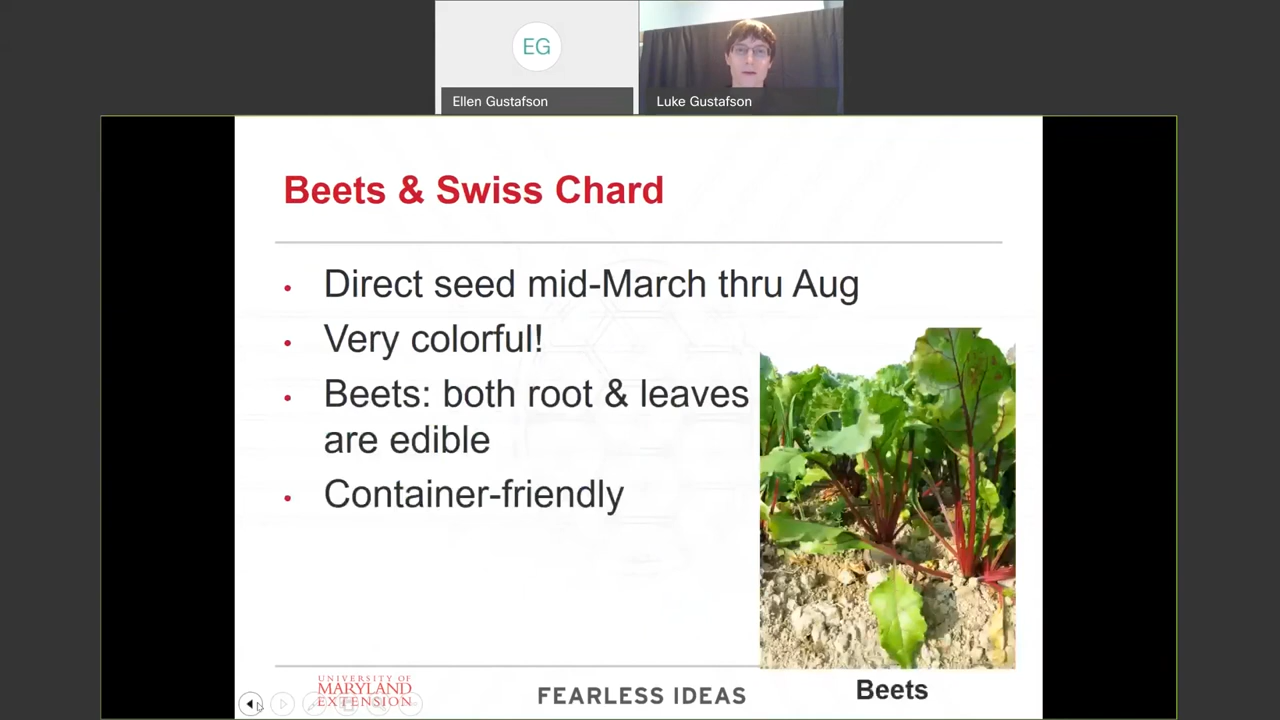 EG
Ellen Gustafson
Luke Gustafson
Beets & Swiss Chard
• Direct seed mid-March thru Aug
• Very colorful!
• Beets: both root & leaves
are edible
• Container-friendly
Beets
UNIVERSITY OF
MARYLAND
EXTENSION
FEARLESS IDEAS